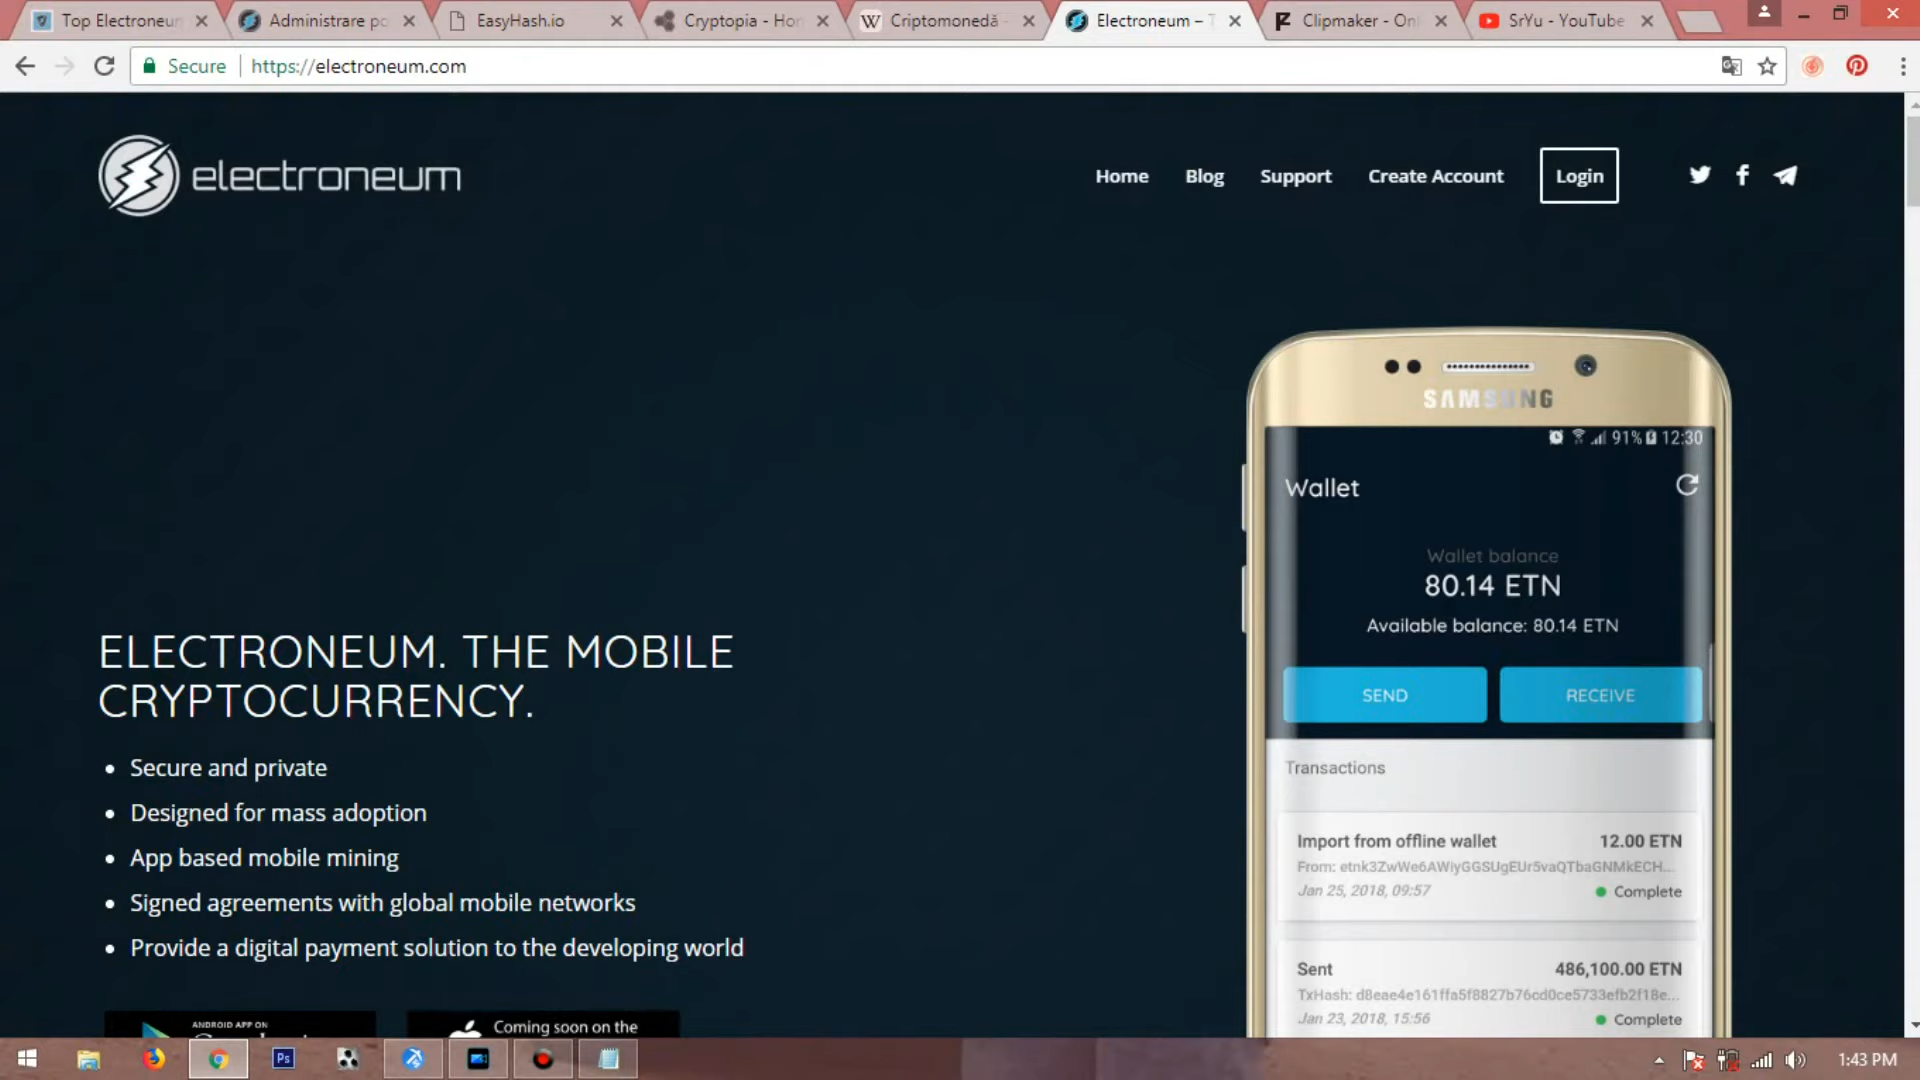 Top Electroneum
Administrare po
EasyHash.io
Cryptopia - Hon
Criptomonedă -
Electroneum – T
Clipmaker - Onl
SrYu - YouTube
Secure
https://electroneum.com
electroneum
Home
Blog
Support
Create Account
Login
SAMSUNG
91% 12:30
Wallet
Wallet balance
80.14 ETN
Available balance: 80.14 ETN
SEND
RECEIVE
Transactions
Import from offline wallet 12.00 ETN
From: etnk3ZwWe6AWiyGGSUgEUr5vaQTbaGNMkECH...
Jan 25, 2018, 09:57
Complete
Sent 486,100.00 ETN
TxHash: d8eae4e161ffa5f8827b76cd0ce5733efb2f18e...
Jan 23, 2018, 15:56
Complete
ELECTRONEUM. THE MOBILE
CRYPTOCURRENCY.
• Secure and private
• Designed for mass adoption
• App based mobile mining
• Signed agreements with global mobile networks
• Provide a digital payment solution to the developing world
ANDROID APP ON
Coming soon on the
Ps
1:43 PM